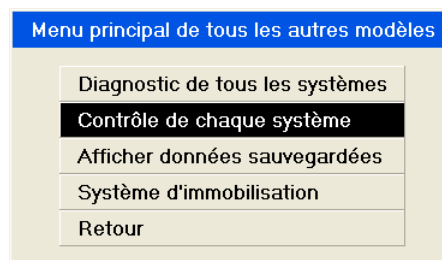 Menu principal de tous les autres modèles
Diagnostic de tous les systèmes
Contrôle de chaque système
Afficher données sauvegardées
Système d'immobilisation
Retour